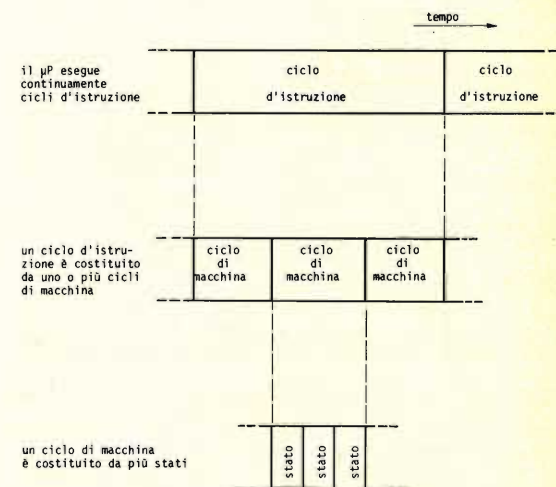 tempo
il µP esegue
continuamente
cicli d'istruzione
ciclo
d'istruzione
ciclo
d'istruzione
un ciclo d'istru-
zione è costituito
da uno o più cicli
di macchina
ciclo
di
macchina
ciclo
di
macchina
ciclo
di
macchina
un ciclo di macchina
è costituito da più stati
stato
stato
stato